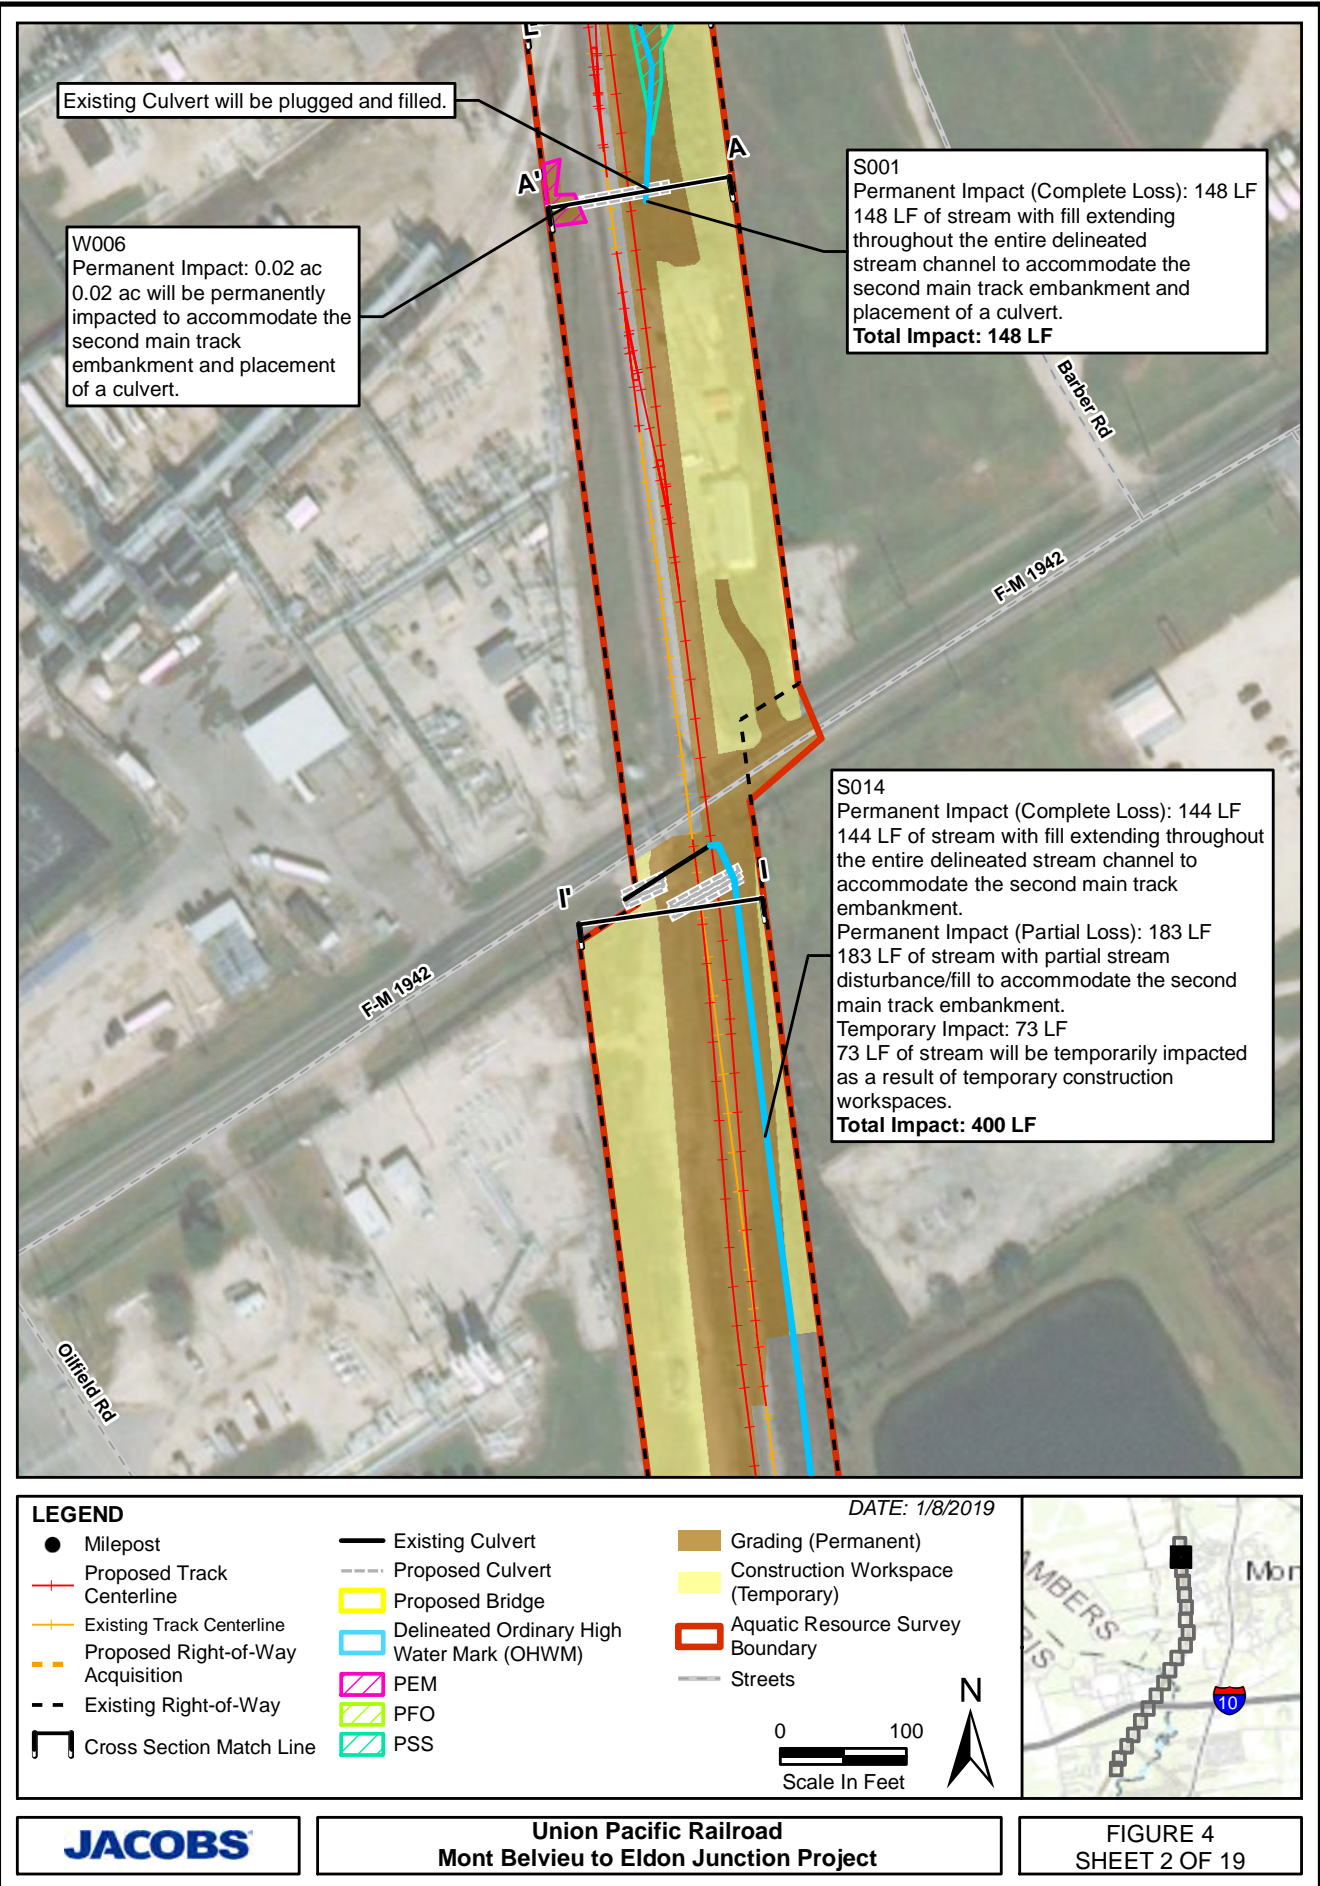 Existing Culvert will be plugged and filled.
A
A'
S001
Permanent Impact (Complete Loss): 148 LF
148 LF of stream with fill extending
throughout the entire delineated
stream channel to accommodate the
second main track embankment and
placement of a culvert.
Total Impact: 148 LF
W006
Permanent Impact: 0.02 ac
0.02 ac will be permanently
impacted to accommodate the
second main track
embankment and placement
of a culvert.
Barber Rd
F-M 1942
S014
Permanent Impact (Complete Loss): 144 LF
144 LF of stream with fill extending throughout
the entire delineated stream channel to
accommodate the second main track
embankment.
Permanent Impact (Partial Loss): 183 LF
183 LF of stream with partial stream
disturbance/fill to accommodate the second
main track embankment.
Temporary Impact: 73 LF
73 LF of stream will be temporarily impacted
as a result of temporary construction
workspaces.
Total Impact: 400 LF
I
I'
F-M 1942
Oilfield Rd
LEGEND
Milepost
Proposed Track
Centerline
Existing Track Centerline
Proposed Right-of-Way
Acquisition
Existing Right-of-Way
Cross Section Match Line
Existing Culvert
Proposed Culvert
Proposed Bridge
Delineated Ordinary High
Water Mark (OHWM)
PEM
PFO
PSS
DATE: 1/8/2019
Grading (Permanent)
Construction Workspace
(Temporary)
Aquatic Resource Survey
Boundary
Streets
N
0 100
Scale In Feet
Mon
AMBERS
RIS
10
JACOBS
Union Pacific Railroad
Mont Belvieu to Eldon Junction Project
FIGURE 4
SHEET 2 OF 19